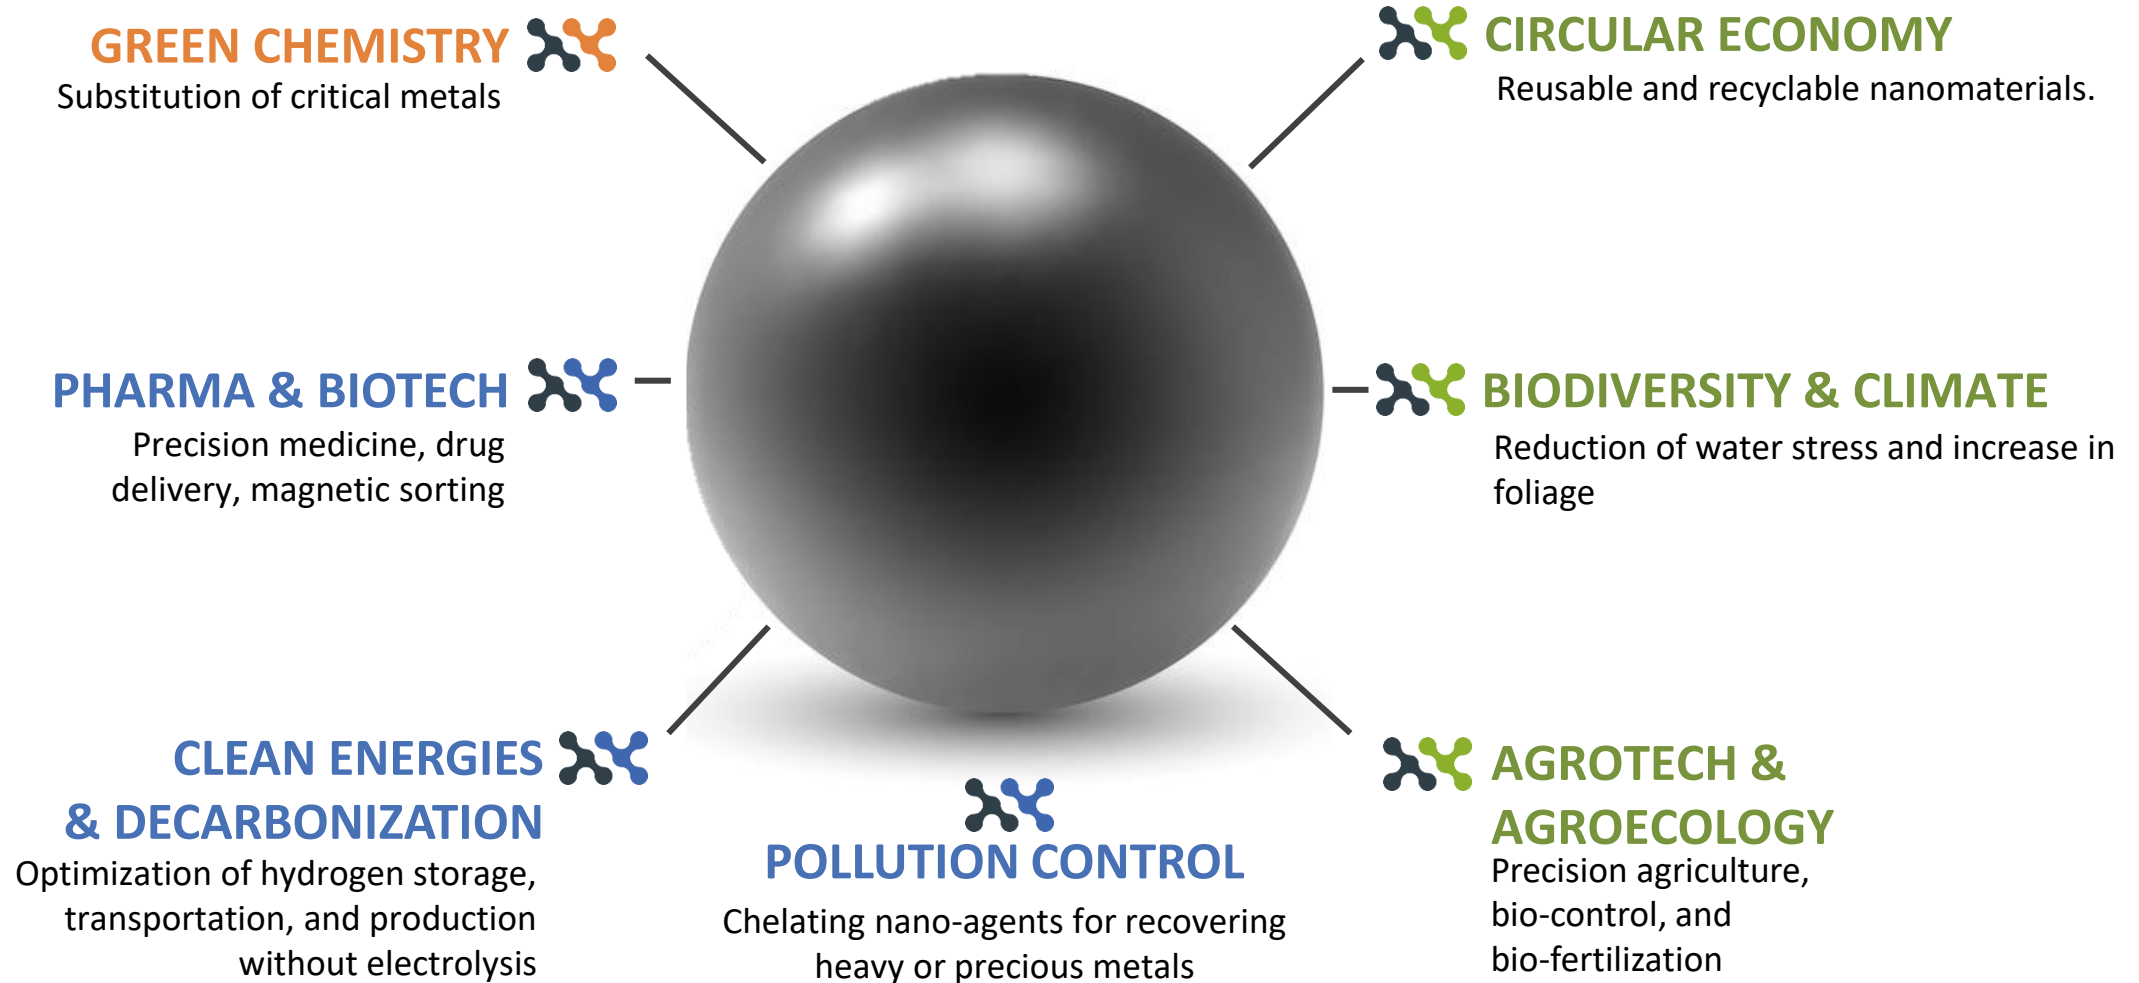 GREEN CHEMISTRY
Substitution of critical metals
CIRCULAR ECONOMY
Reusable and recyclable nanomaterials.
PHARMA & BIOTECH
Precision medicine, drug
delivery, magnetic sorting
BIODIVERSITY & CLIMATE
Reduction of water stress and increase in
foliage
CLEAN ENERGIES
& DECARBONIZATION
Optimization of hydrogen storage,
transportation, and production
without electrolysis
POLLUTION CONTROL
Chelating nano-agents for recovering
heavy or precious metals
AGROTECH &
AGROECOLOGY
Precision agriculture,
bio-control, and
bio-fertilization